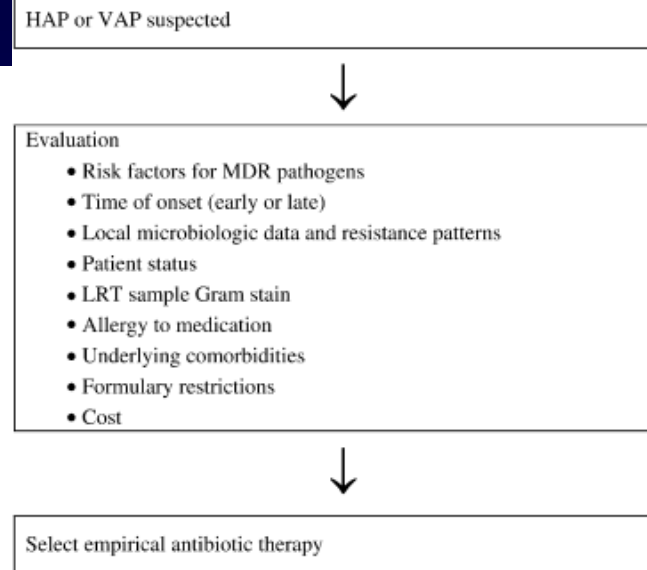 HAP or VAP suspected
Evaluation
• Risk factors for MDR pathogens
• Time of onset (early or late)
• Local microbiologic data and resistance patterns
• Patient status
• LRT sample Gram stain
• Allergy to medication
• Underlying comorbidities
• Formulary restrictions
• Cost
Select empirical antibiotic therapy